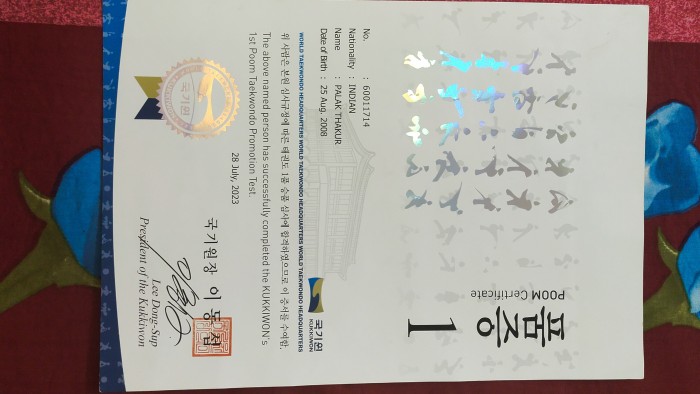 품증 1
POOM Certificate
No. : 60011714
Nationality : INDIAN
Name : PALAK THAKUR
Date of Birth : 25 Aug. 2008
국기원
KUKKIWON
WORLD TAEKWONDO HEADQUARTERS WORLD TAEKWONDO HEADQUARTERS WORLD TAEKWONDO HEADQUARTERS
위 사람은 본원 심사규정에 따른 태권도 1품 승품 심사에 합격하였으므로 이 증서를 수여함.
The above named person has successfully completed the KUKKIWON's
1st Poom Taekwondo Promotion Test.
28 July, 2023
국기원
국기원장 이 동 섭
Lee Dong-Sup
President of the Kukkiwon